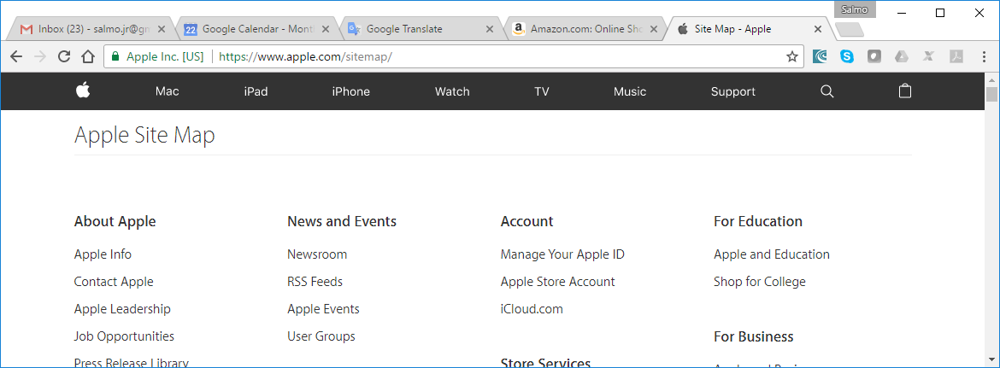 Salmo
Inbox (23) - salmo.jr@gm
Google Calendar - Mont
Google Translate
Amazon.com: Online Sho
Site Map - Apple
Apple Inc. [US] https://www.apple.com/sitemap/
Mac iPad iPhone Watch TV Music Support
Apple Site Map
About Apple
Apple Info
Contact Apple
Apple Leadership
Job Opportunities
Press Release Library
News and Events
Newsroom
RSS Feeds
Apple Events
User Groups
Account
Manage Your Apple ID
Apple Store Account
iCloud.com
Store Services
For Education
Apple and Education
Shop for College
For Business